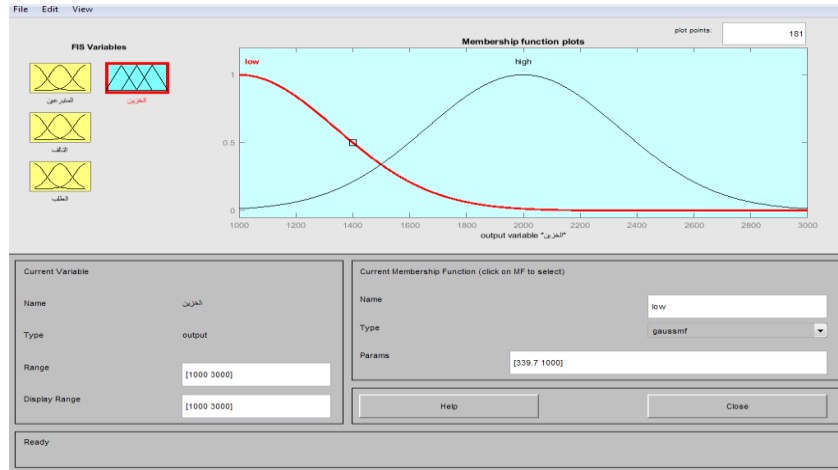 File Edit View
plot points: 181
FIS Variables
Membership function plots
المتبرعين
الخزين
التالف
الطلب
low
high
1
0.5
0
1000 1200 1400 1600 1800 2000 2200 2400 2600 2800 3000
output variable "الخزين"
Current Variable
Name الخزين
Type output
Range [1000 3000]
Display Range [1000 3000]
Current Membership Function (click on MF to select)
Name low
Type gaussmf
Params [339.7 1000]
Help Close
Ready